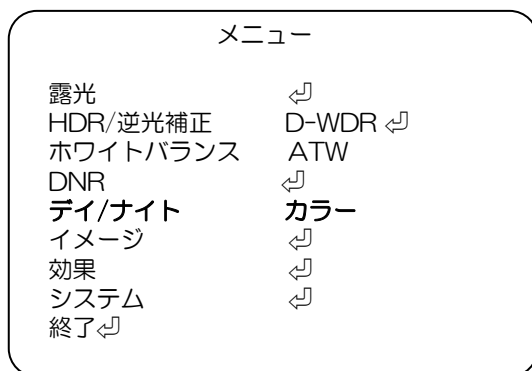 メニュー
露光 ⏎
HDR/逆光補正 D-WDR ⏎
ホワイトバランス ATW
DNR ⏎
デイ/ナイト カラー
イメージ ⏎
効果 ⏎
システム ⏎
終了⏎